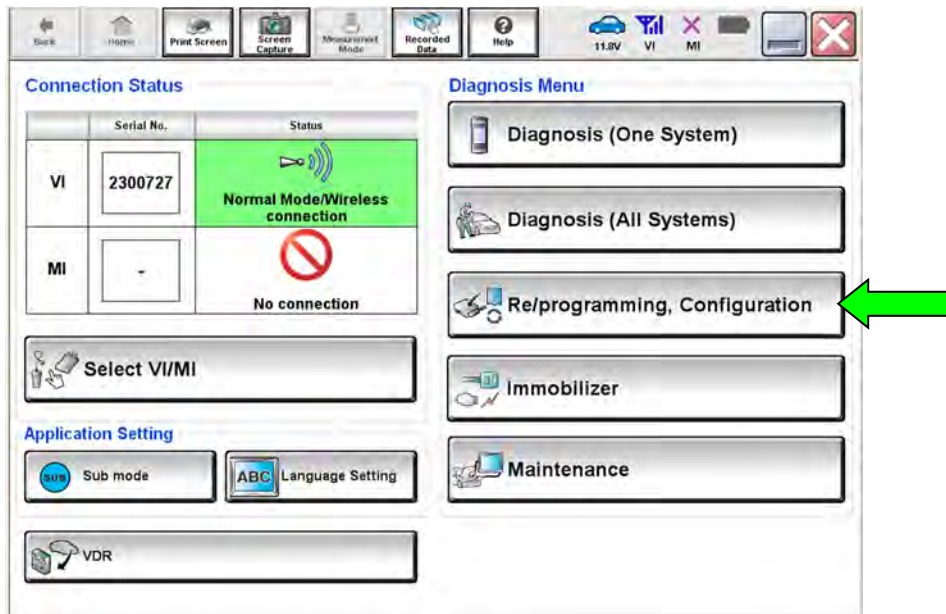 Back
Home
Print Screen
Screen
Capture
Measurement
Mode
Recorded
Data
Help
11.8V
VI
MI
Connection Status
Serial No.
Status
VI
2300727
Normal Mode/Wireless
connection
MI
-
No connection
Select VI/MI
Application Setting
SUB
Sub mode
ABC
Language Setting
VDR
Diagnosis Menu
Diagnosis (One System)
Diagnosis (All Systems)
Re/programming, Configuration
Immobilizer
Maintenance